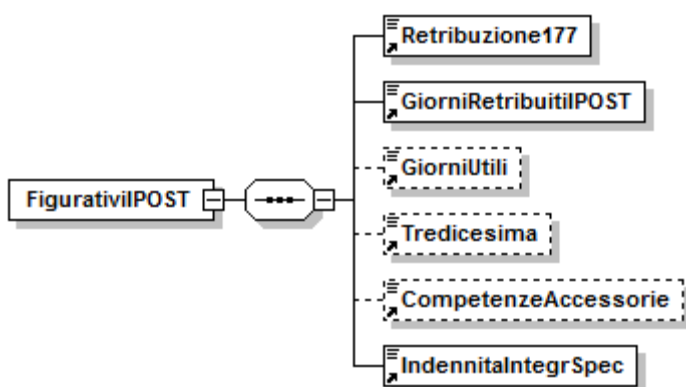 Retribuzione177
GiorniRetribuitiIPOST
GiorniUtili
FigurativiIPOST
Tredicesima
CompetenzeAccessorie
IndennitaIntegrSpec